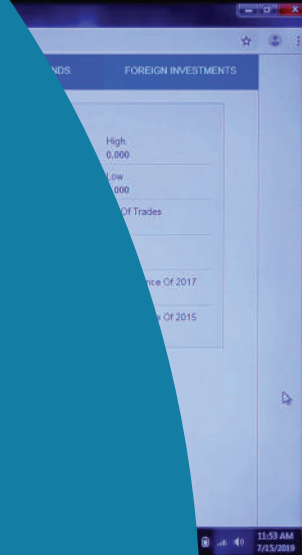 NDS
FOREIGN INVESTMENTS
High
0.000
Low
.000
Of Trades
nce Of 2017
Of 2015
11:53 AM
7/15/2019